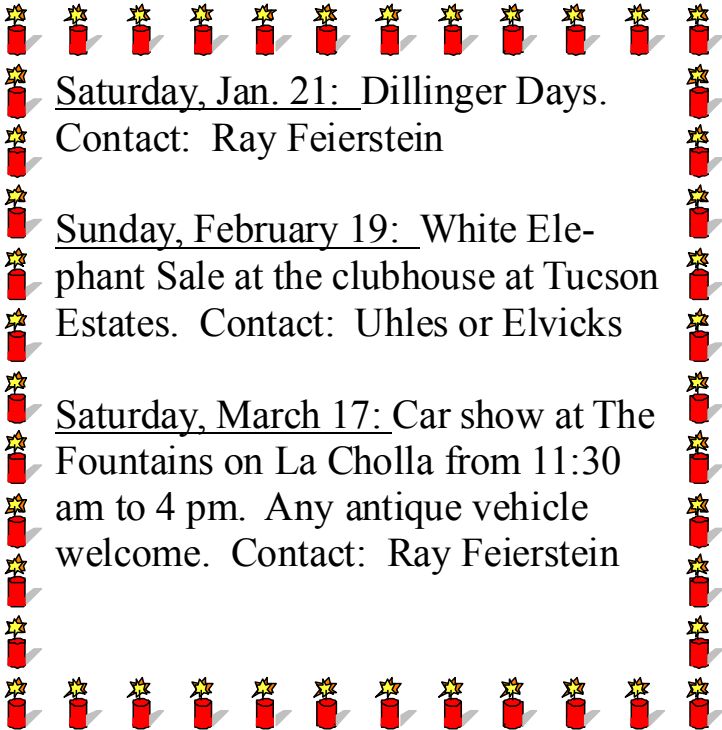 Saturday, Jan. 21:  Dillinger Days.
Contact:  Ray Feierstein
Sunday, February 19:  White Ele-
phant Sale at the clubhouse at Tucson
Estates.  Contact:  Uhles or Elvicks
Saturday, March 17: Car show at The
Fountains on La Cholla from 11:30
am to 4 pm.  Any antique vehicle
welcome.  Contact:  Ray Feierstein